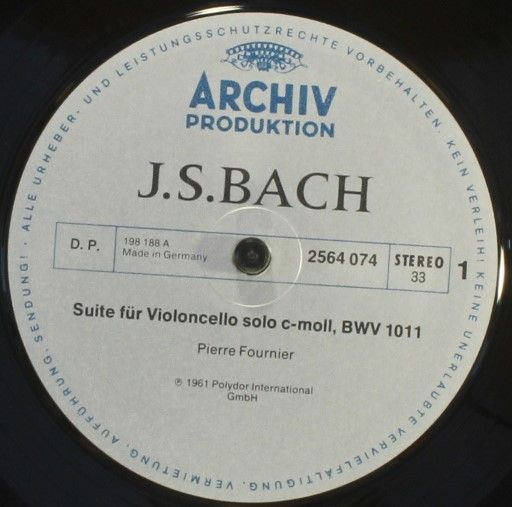 ARCHIV
PRODUKTION
J.S.BACH
D. P.
198 188 A
Made in Germany
2564 074
STEREO
33
1
Suite für Violoncello solo c-moll, BWV 1011
Pierre Fournier
℗ 1961 Polydor International
GmbH
· ALLE URHEBER- UND LEISTUNGSSCHUTZRECHTE VORBEHALTEN. KEIN VERLEIH! KEINE UNERLAUBTE VERVIELFÄLTIGUNG, VERMIETUNG, AUFFÜHRUNG, SENDUNG!